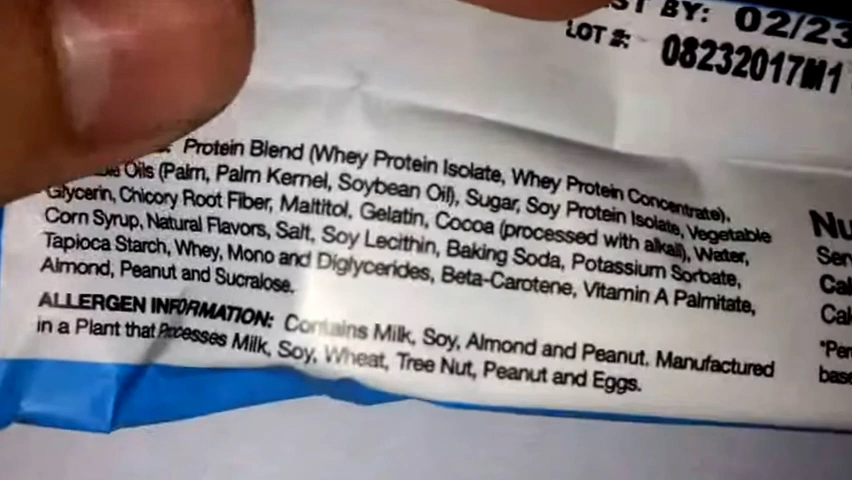 ST BY: 02/23
LOT #: 08232017M1
Protein Blend (Whey Protein Isolate, Whey Protein Concentrate),
Oils (Palm, Palm Kernel, Soybean Oil), Sugar, Soy Protein Isolate, Vegetable
Glycerin, Chicory Root Fiber, Maltitol, Gelatin, Cocoa (processed with alkali), Water,
Corn Syrup, Natural Flavors, Salt, Soy Lecithin, Baking Soda, Potassium Sorbate,
Tapioca Starch, Whey, Mono and Diglycerides, Beta-Carotene, Vitamin A Palmitate,
Almond, Peanut and Sucralose.
ALLERGEN INFORMATION: Contains Milk, Soy, Almond and Peanut. Manufactured
in a Plant that Processes Milk, Soy, Wheat, Tree Nut, Peanut and Eggs.
Nu
Ser
Cal
Cal
*Per
base